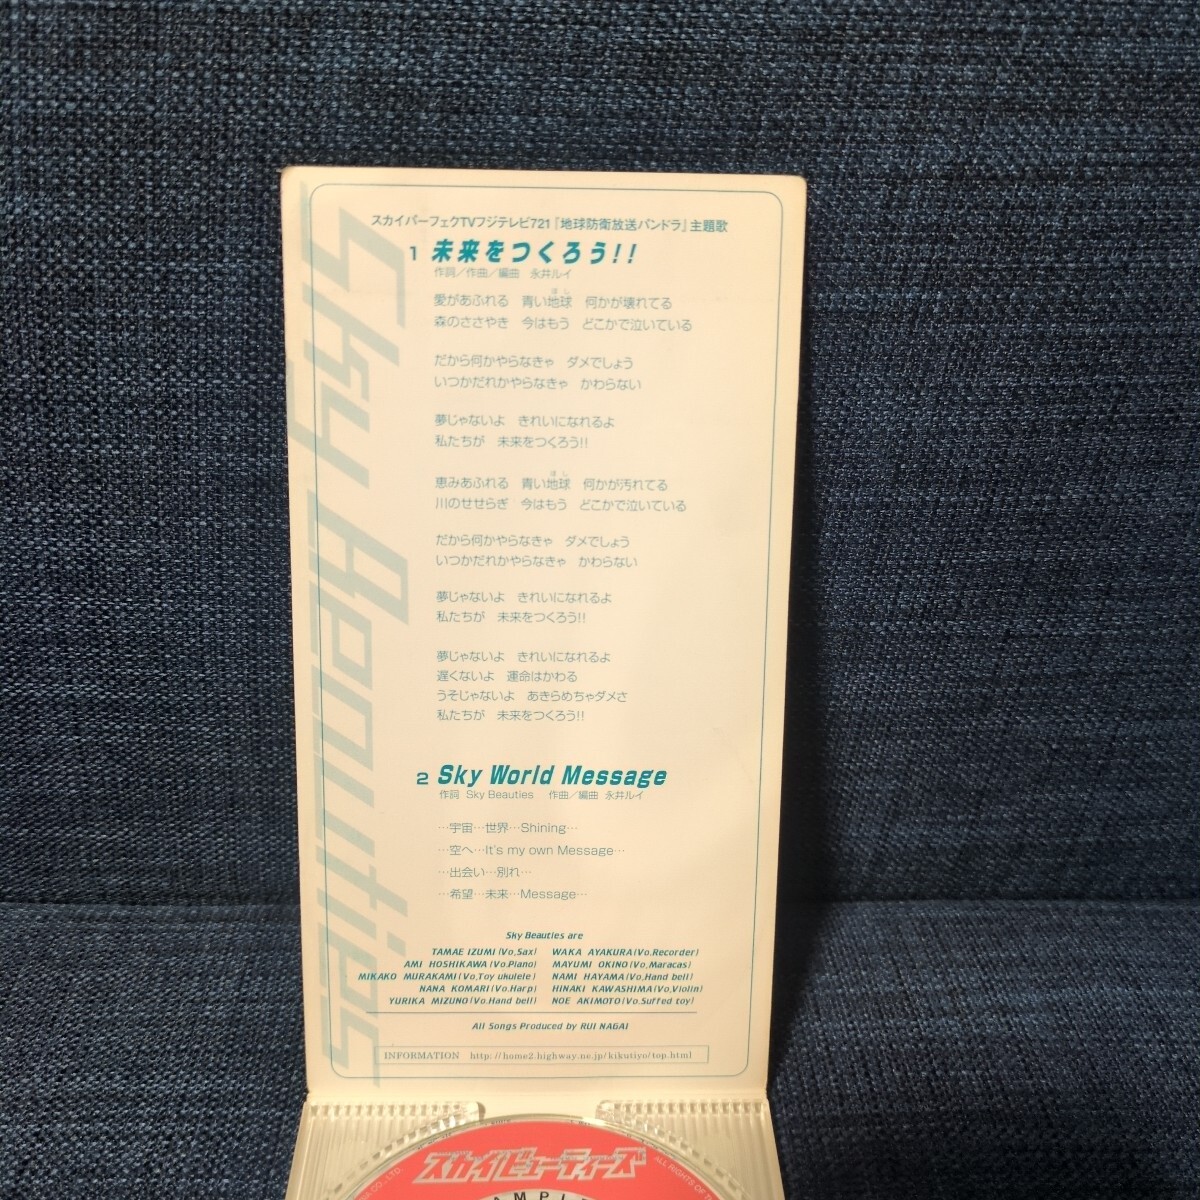 Sky Beauties
スカイパーフェクTVフジテレビ721『地球防衛放送パンドラ』主題歌
1 未来をつくろう!!
作詞／作曲／編曲 永井ルイ
ほし
愛があふれる 青い地球 何かが壊れてる
森のささやき 今はもう どこかで泣いている
だから何かやらなきゃ ダメでしょう
いつかだれかやらなきゃ かわらない
夢じゃないよ きれいになれるよ
私たちが 未来をつくろう!!
ほし
恵みあふれる 青い地球 何かが汚れてる
川のせせらぎ 今はもう どこかで泣いている
だから何かやらなきゃ ダメでしょう
いつかだれかやらなきゃ かわらない
夢じゃないよ きれいになれるよ
私たちが 未来をつくろう!!
夢じゃないよ きれいになれるよ
遅くないよ 運命はかわる
うそじゃないよ あきらめちゃダメさ
私たちが 未来をつくろう!!
2 Sky World Message
作詞 Sky Beauties 作曲／編曲 永井ルイ
…宇宙…世界…Shining…
…空へ…It's my own Message…
…出会い…別れ…
…希望…未来…Message…
Sky Beauties are
TAMAE IZUMI(Vo,Sax) WAKA AYAKURA(Vo.Recorder)
AMI HOSHIKAWA(Vo.Piano) MAYUMI OKINO(Vo,Maracas)
MIKAKO MURAKAMI(Vo,Toy ukulele) NAMI HAYAMA(Vo,Hand bell)
NANA KOMARI(Vo.Harp) HINAKI KAWASHIMA(Vo,Violin)
YURIKA MIZUNO(Vo.Hand bell) NOE AKIMOTO(Vo.Suffed toy)
All Songs Produced by RUI NAGAI
INFORMATION http://home2.highway.ne.jp/kikutiyo/top.html
スカイビューティーズ
CO., LTD.
ALL RIGHTS OF